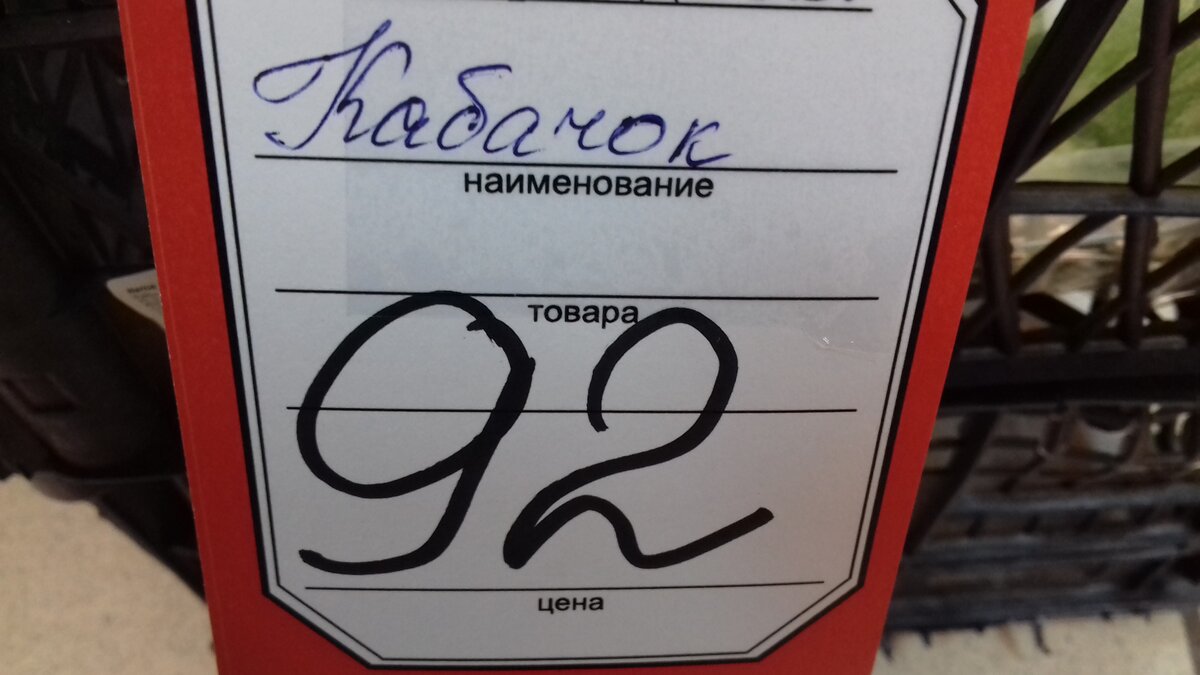 Кабачок
наименование
товара
92
цена